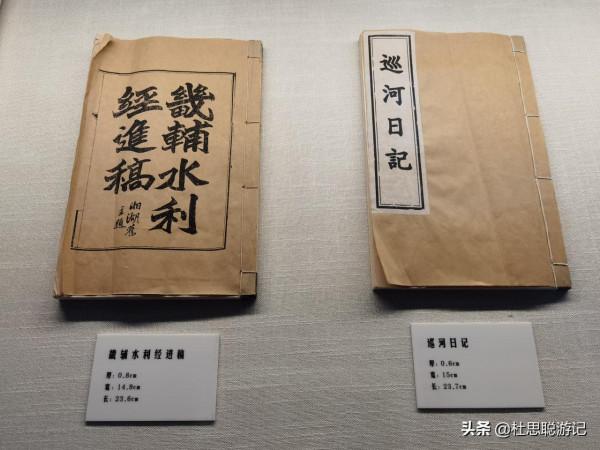 畿輔水利
經進稿
巡河日記
畿辅水利经进稿
厚：0.8cm
宽：14.8cm
长：23.6cm
巡河日记
厚：0.6cm
宽：15cm
长：23.7cm
头条 @杜思聪游记